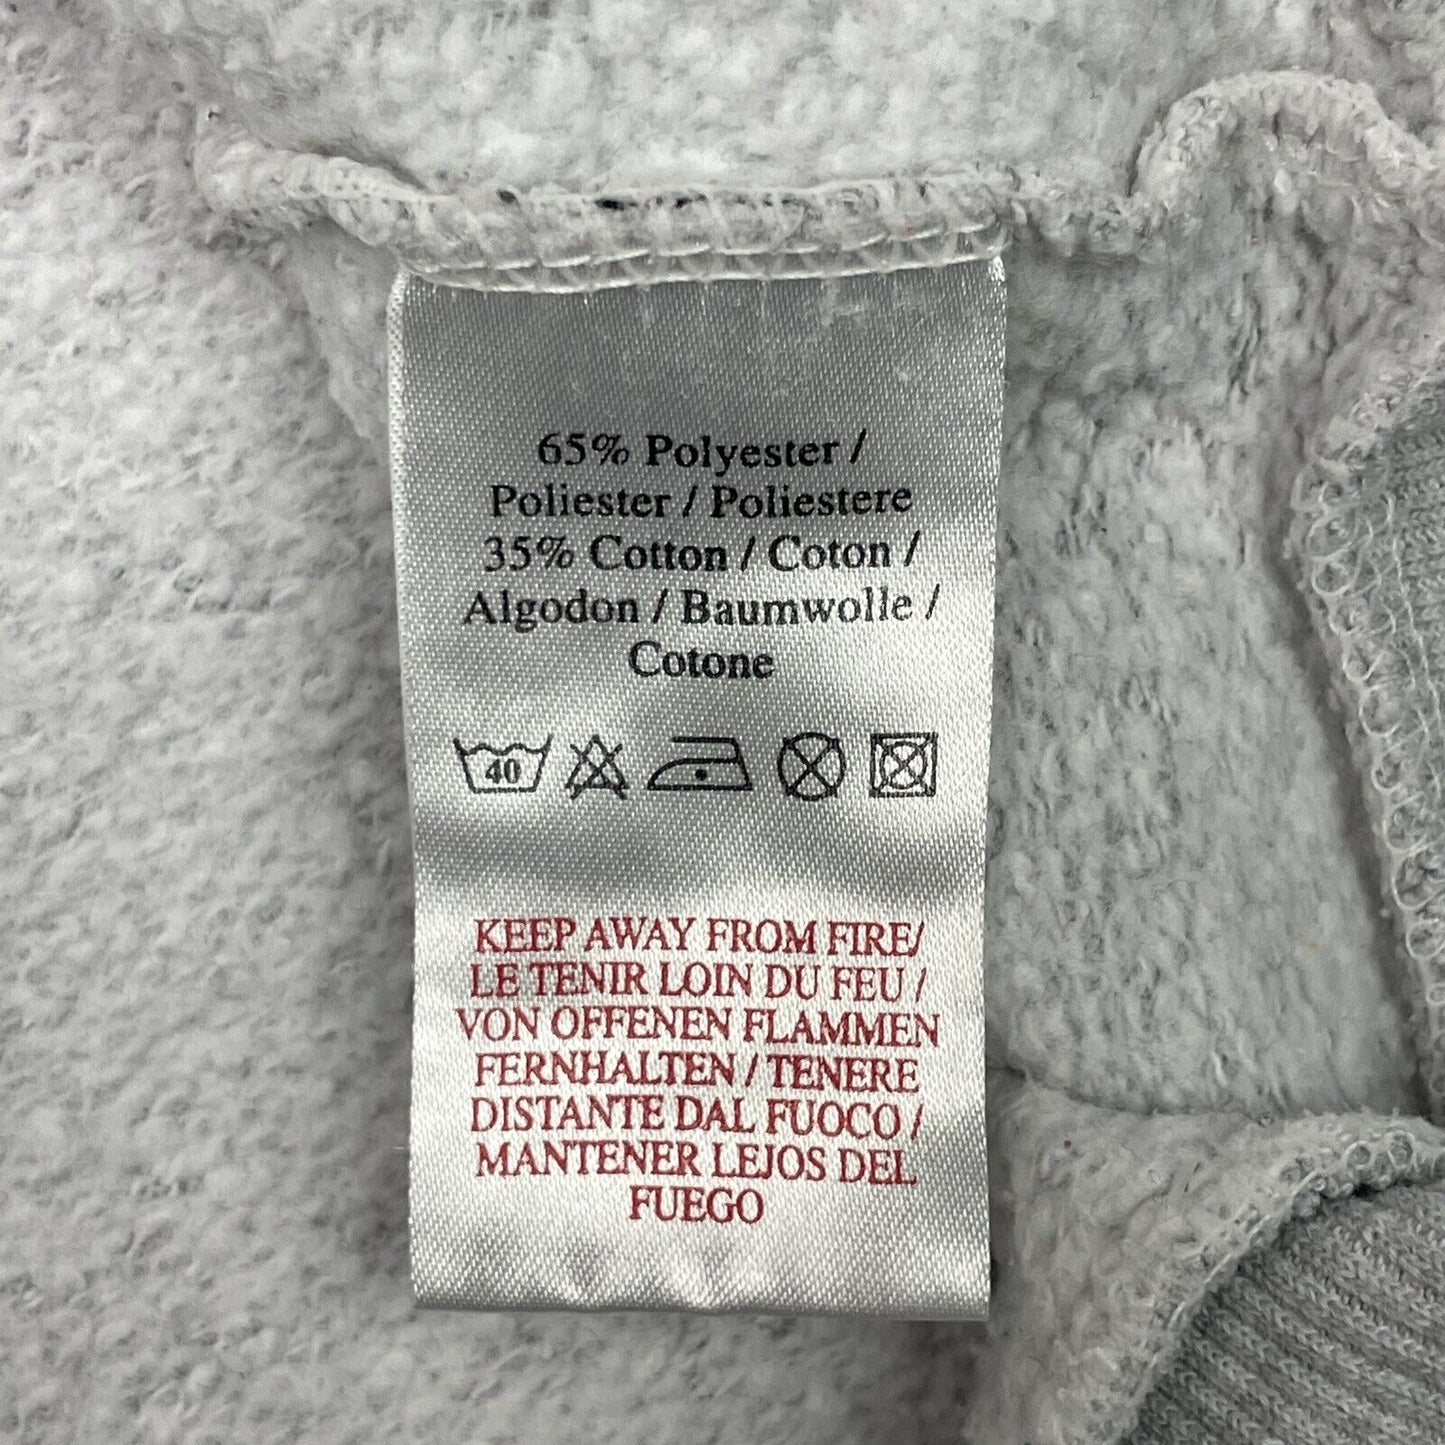 65% Polyester /
Poliester / Poliestere
35% Cotton / Coton /
Algodon / Baumwolle /
Cotone
40
KEEP AWAY FROM FIRE/
LE TENIR LOIN DU FEU /
VON OFFENEN FLAMMEN
FERNHALTEN / TENERE
DISTANTE DAL FUOCO /
MANTENER LEJOS DEL
FUEGO